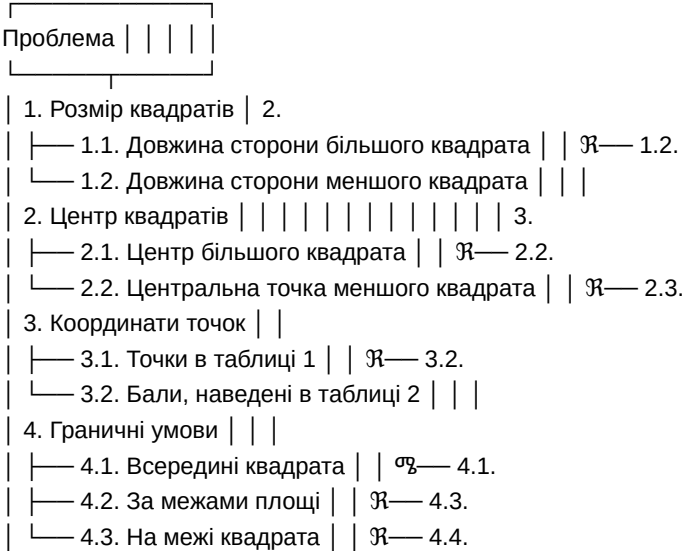 ┌─────────────┐
Проблема │ │ │ │ │
└──────┬──────┘
│ 1. Розмір квадратів │ 2.
│ ├── 1.1. Довжина сторони більшого квадрата │ │ ℜ── 1.2.
│ └── 1.2. Довжина сторони меншого квадрата │ │ │
│ 2. Центр квадратів │ │ │ │ │ │ │ │ │ │ │ │ │ 3.
│ ├── 2.1. Центр більшого квадрата │ │ ℜ── 2.2.
│ └── 2.2. Центральна точка меншого квадрата │ │ ℜ── 2.3.
│ 3. Координати точок │ │
│ ├── 3.1. Точки в таблиці 1 │ │ ℜ── 3.2.
│ └── 3.2. Бали, наведені в таблиці 2 │ │ │
│ 4. Граничні умови │ │ │
│ ├── 4.1. Всередині квадрата │ │ ── 4.1.
│ ├── 4.2. За межами площі │ │ ℜ── 4.3.
│ └── 4.3. На межі квадрата │ │ ℜ── 4.4.